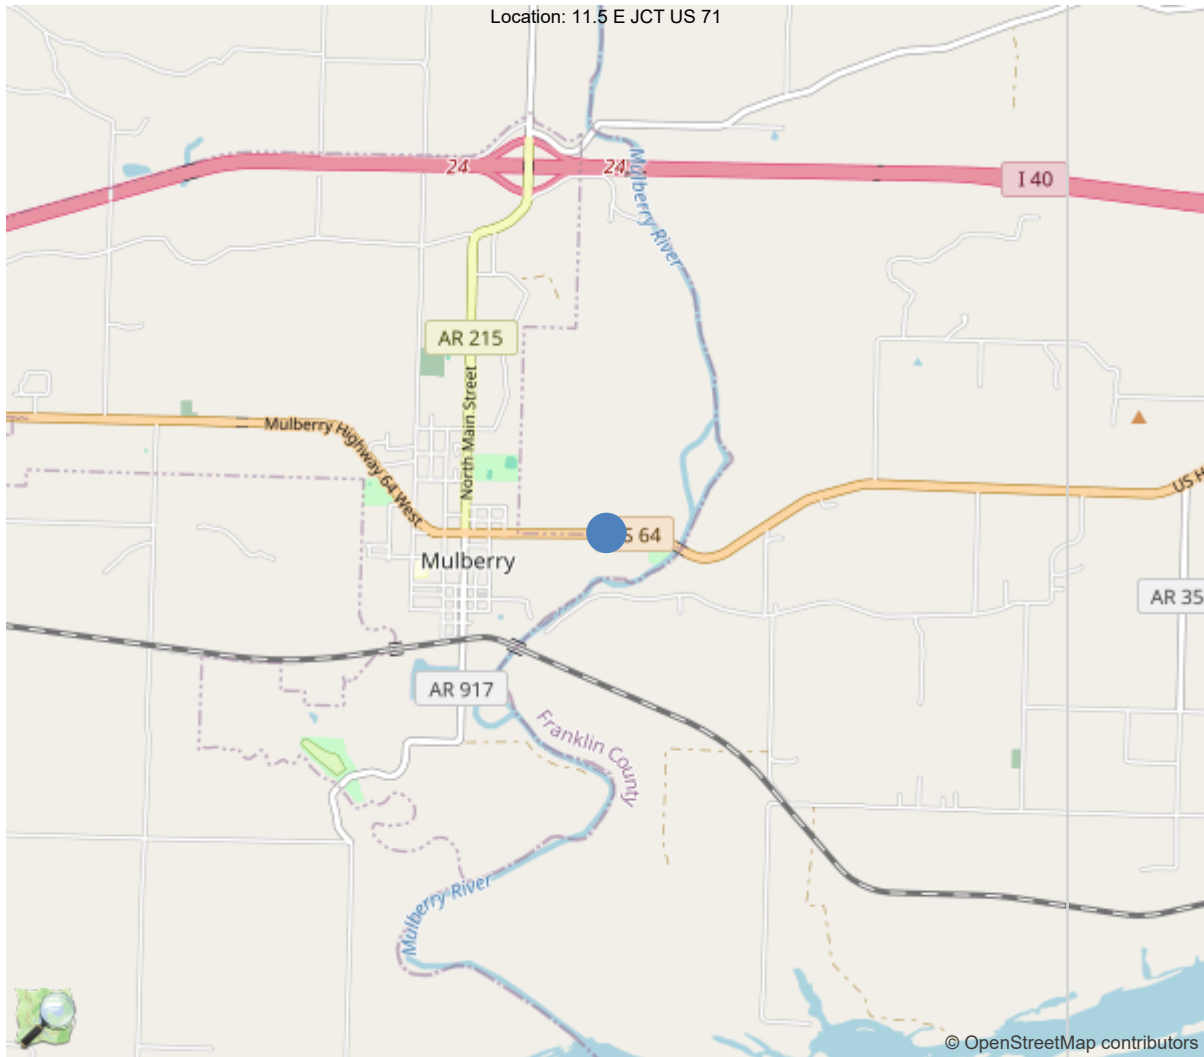 Location: 11.5 E JCT US 71
24
24
Mulberry River
I 40
AR 215
North Main Street
Mulberry Highway 64 West
US H
S 64
Mulberry
AR 35
AR 917
Franklin County
Mulberry River
© OpenStreetMap contributors